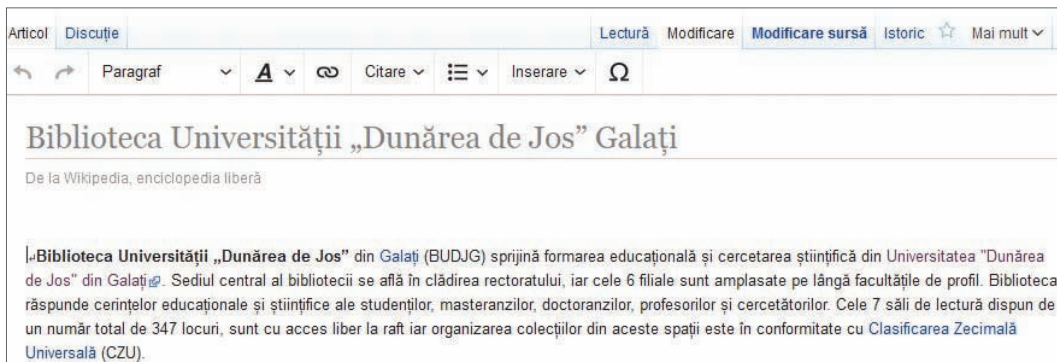 Articol Discuție Lectură Modificare Modificare sursă Istoric Mai mult
Paragraf A Citare Inserare Ω
Biblioteca Universității „Dunărea de Jos” Galați
De la Wikipedia, enciclopedia liberă
Biblioteca Universității „Dunărea de Jos” din Galați (BUDJG) sprijină formarea educațională și cercetarea științifică din Universitatea "Dunărea
de Jos" din Galați. Sediul central al bibliotecii se află în clădirea rectoratului, iar cele 6 filiale sunt amplasate pe lângă facultățile de profil. Biblioteca
răspunde cerințelor educaționale și științifice ale studenților, masteranzilor, doctoranzilor, profesorilor și cercetătorilor. Cele 7 săli de lectură dispun de
un număr total de 347 locuri, sunt cu acces liber la raft iar organizarea colecțiilor din aceste spații este în conformitate cu Clasificarea Zecimală
Universală (CZU).